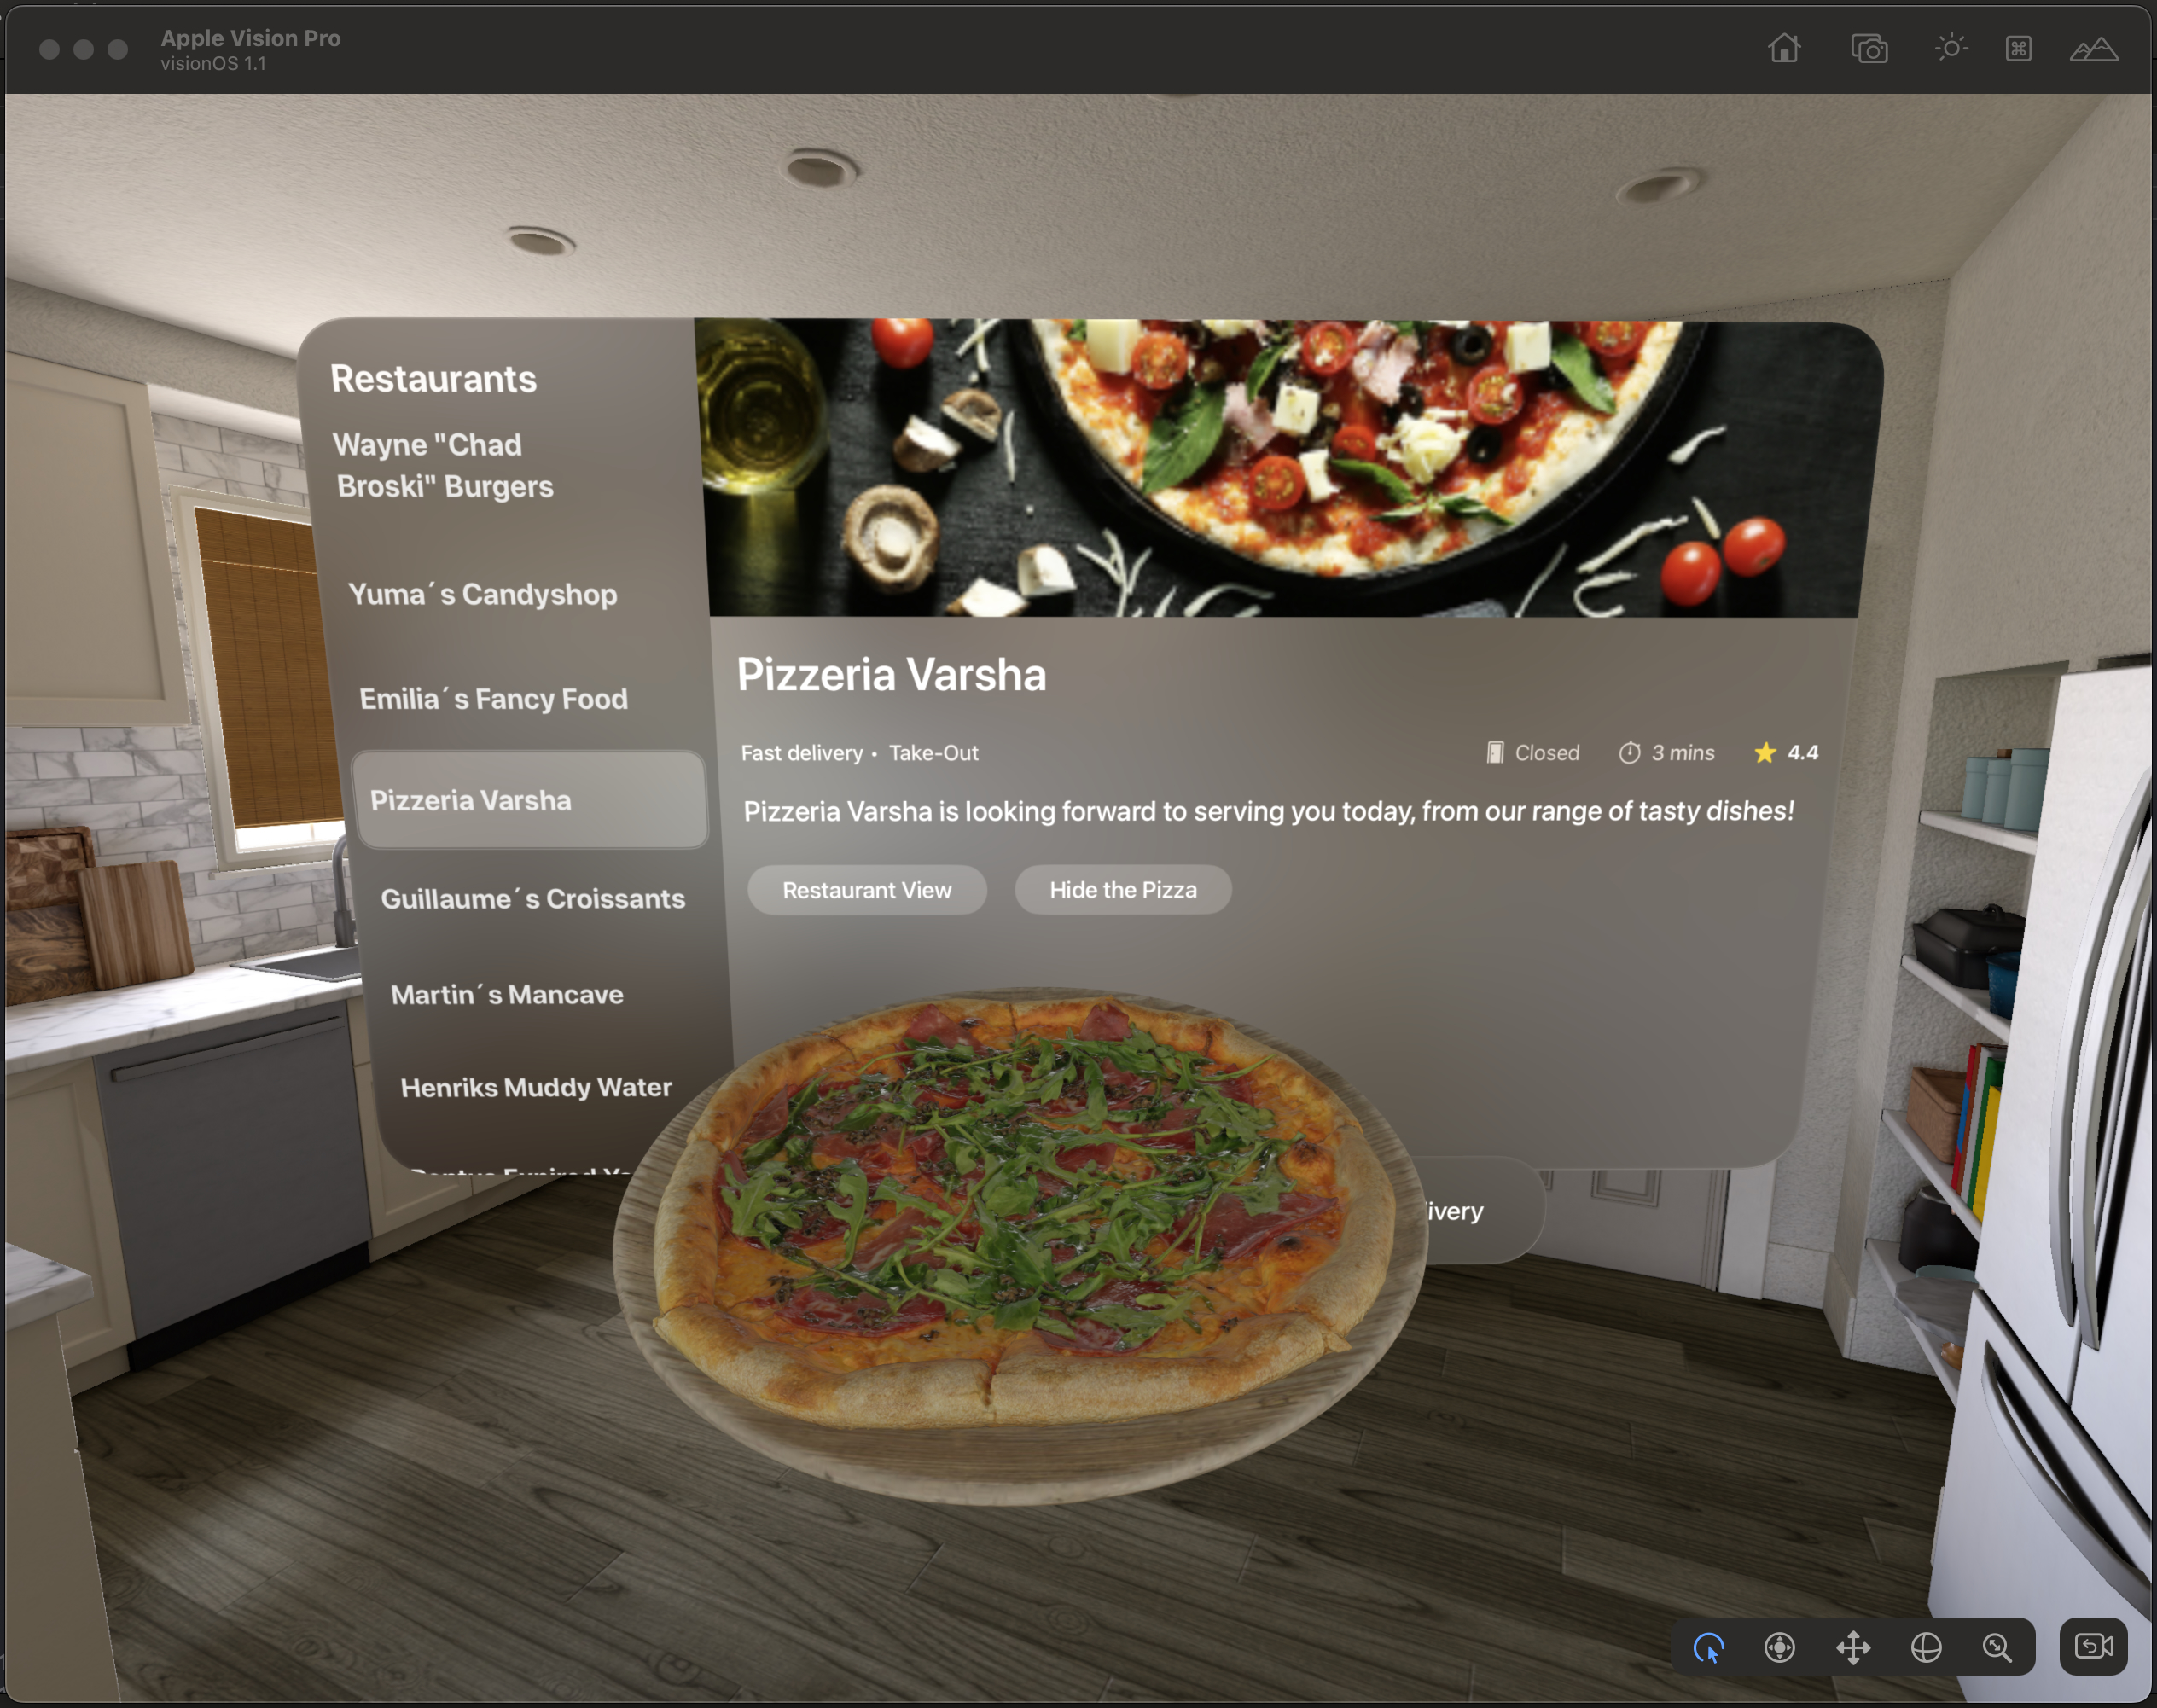 Apple Vision Pro
visionOS 1.1
Restaurants
Wayne "Chad
Broski" Burgers
Yuma´s Candyshop
Emilia´s Fancy Food
Pizzeria Varsha
Guillaume´s Croissants
Martin´s Mancave
Henriks Muddy Water
Pizzeria Varsha
Fast delivery • Take-Out
Closed 3 mins 4.4
Pizzeria Varsha is looking forward to serving you today, from our range of tasty dishes!
Restaurant View Hide the Pizza